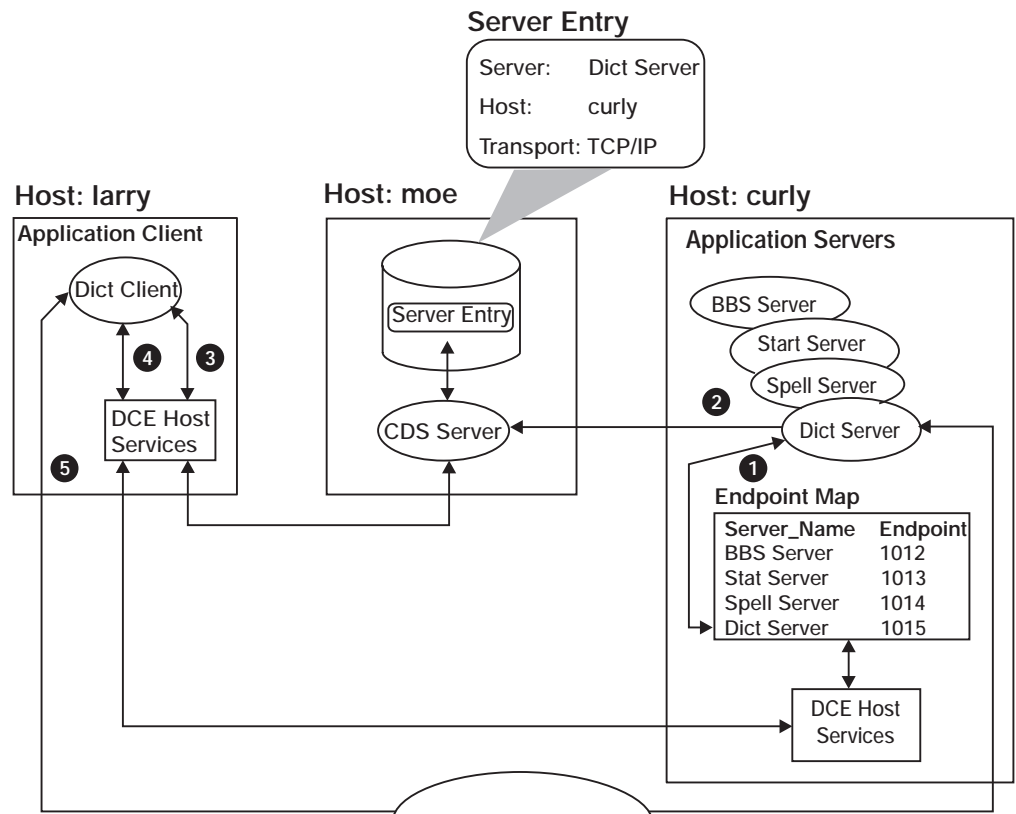 Server Entry
Server: Dict Server
Host: curly
Transport: TCP/IP
Host: larry
Application Client
Dict Client
4
3
DCE Host
Services
5
Host: moe
Server Entry
CDS Server
Host: curly
Application Servers
BBS Server
Start Server
Spell Server
Dict Server
2
1
Endpoint Map
Server_Name Endpoint
BBS Server 1012
Stat Server 1013
Spell Server 1014
Dict Server 1015
DCE Host
Services